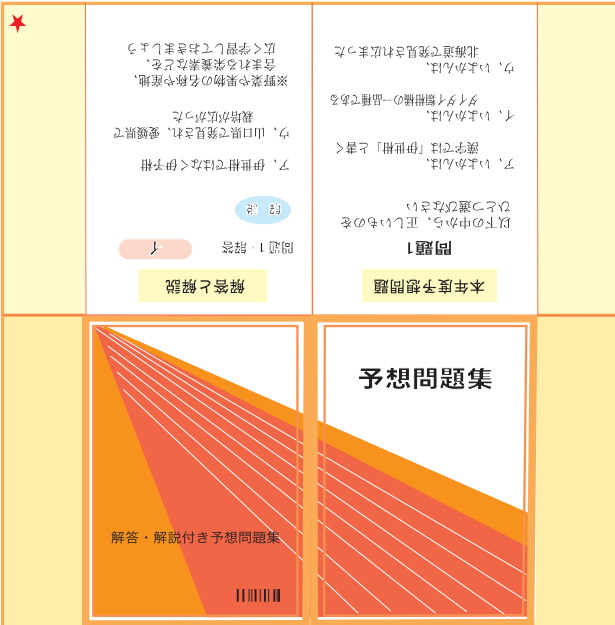 予想問題集
解答・解説付き予想問題集
本年度予想問題
問題1
以下の中から、正しいものを
ひとつ選びなさい
ア、いよかんは、
漢字では「伊世柑」と書く
イ、いよかんは、
ダイダイ類柑橘の一品種である
ウ、いよかんは、
北海道で発見され広まった
解答と解説
問題1 - 解答 イ
解説
ア、伊世柑ではなく伊予柑
ウ、山口県で発見され、愛媛県で
栽培が広がった
※野菜や果物の名称や産地、
含まれる栄養素などを、
広く学習しておきましょう